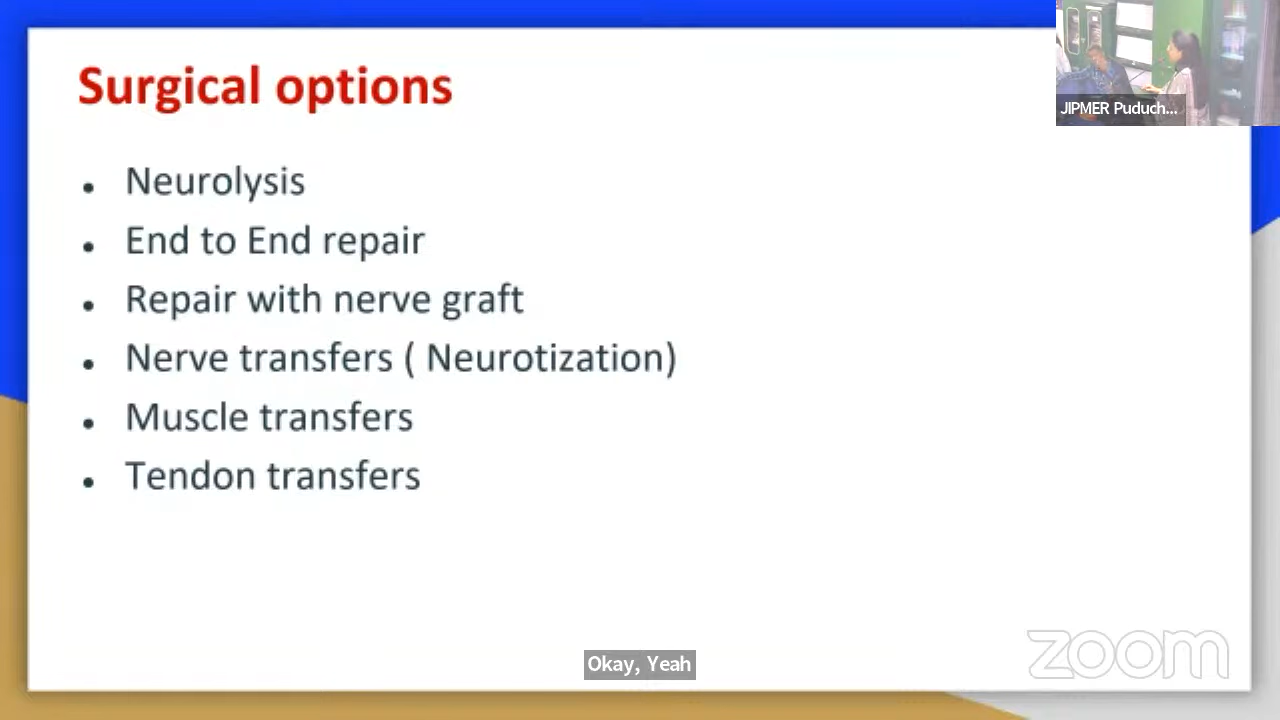 Surgical options
JIPMER Puduch...
• Neurolysis
• End to End repair
• Repair with nerve graft
• Nerve transfers ( Neurotization)
• Muscle transfers
• Tendon transfers
Okay, Yeah
zoom